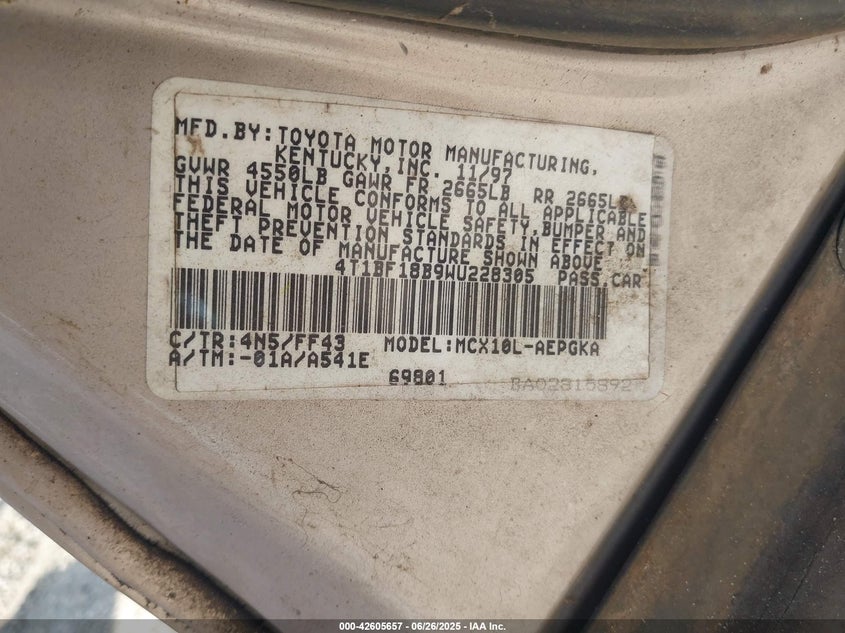 MFD.BY:TOYOTA MOTOR MANUFACTURING,
KENTUCKY,INC. 11/97
GVWR 4550LB GAWR FR 2665LB RR 2665LB
THIS VEHICLE CONFORMS TO ALL APPLICABLE
FEDERAL MOTOR VEHICLE SAFETY,BUMPER AND
THEFT PREVENTION STANDARDS IN EFFECT ON
THE DATE OF MANUFACTURE SHOWN ABOVE.
4T1BF18B9WU228305 PASS.CAR
C/TR:4N5/FF43 MODEL:MCX10L-AEPGKA
A/TM:-01A/A541E
69801 BA02815892
000-42605657 | 06/26/2025 - IAA Inc.